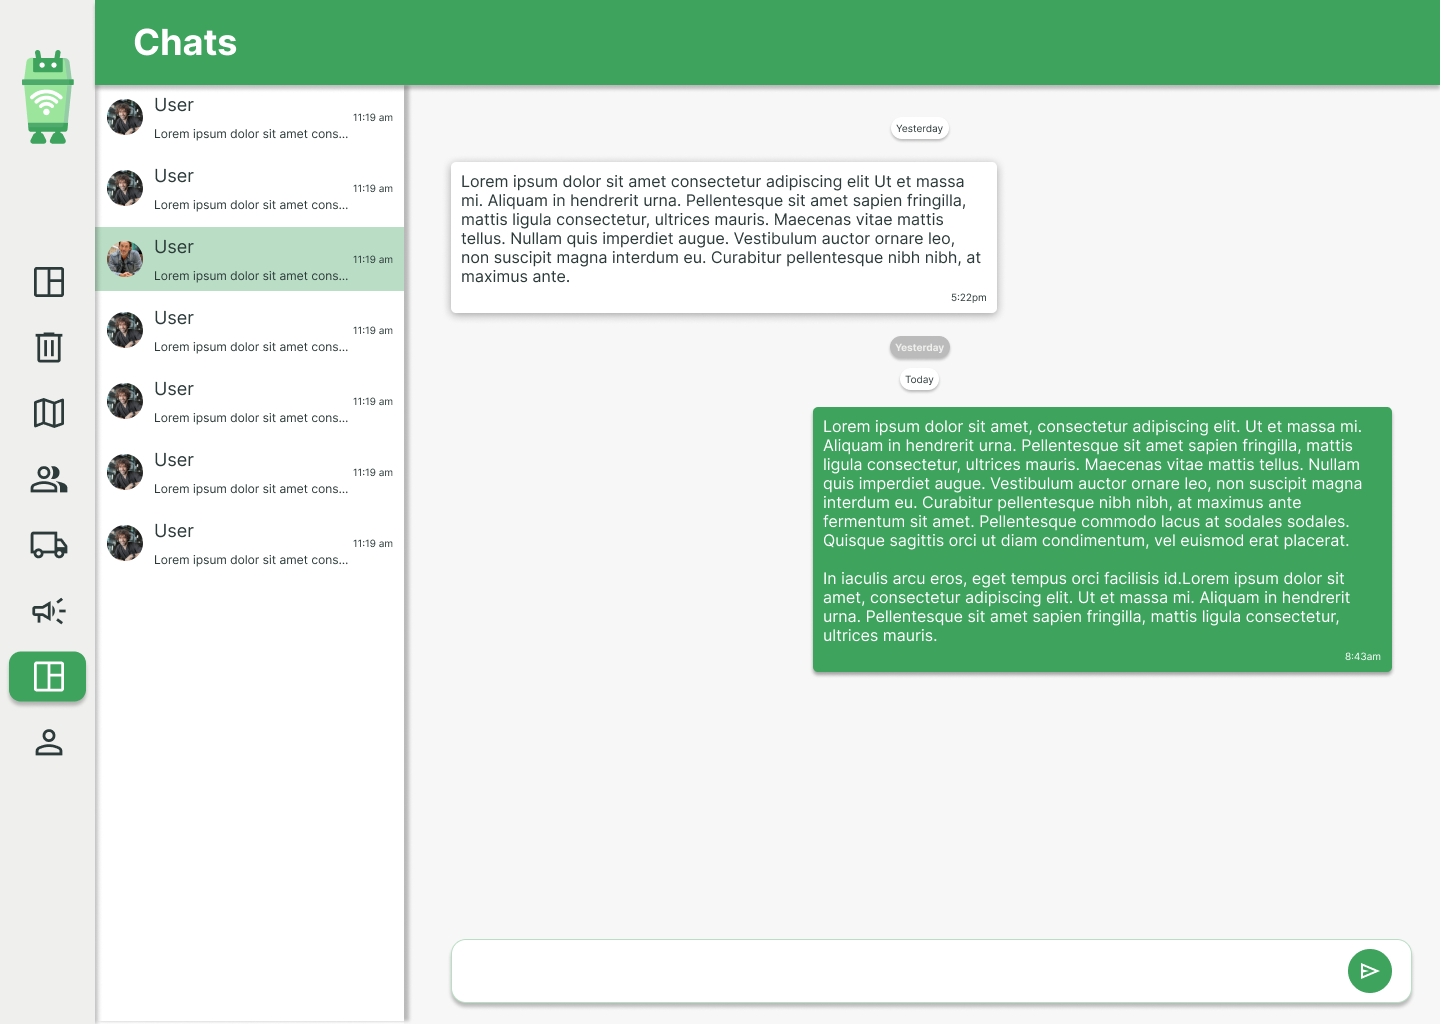 Chats
User
11:19 am
Lorem ipsum dolor sit amet cons...
User
11:19 am
Lorem ipsum dolor sit amet cons...
User
11:19 am
Lorem ipsum dolor sit amet cons...
User
11:19 am
Lorem ipsum dolor sit amet cons...
User
11:19 am
Lorem ipsum dolor sit amet cons...
User
11:19 am
Lorem ipsum dolor sit amet cons...
User
11:19 am
Lorem ipsum dolor sit amet cons...
Yesterday
Lorem ipsum dolor sit amet consectetur adipiscing elit Ut et massa
mi. Aliquam in hendrerit urna. Pellentesque sit amet sapien fringilla,
mattis ligula consectetur, ultrices mauris. Maecenas vitae mattis
tellus. Nullam quis imperdiet augue. Vestibulum auctor ornare leo,
non suscipit magna interdum eu. Curabitur pellentesque nibh nibh, at
maximus ante.
5:22pm
Yesterday
Today
Lorem ipsum dolor sit amet, consectetur adipiscing elit. Ut et massa mi.
Aliquam in hendrerit urna. Pellentesque sit amet sapien fringilla, mattis
ligula consectetur, ultrices mauris. Maecenas vitae mattis tellus. Nullam
quis imperdiet augue. Vestibulum auctor ornare leo, non suscipit magna
interdum eu. Curabitur pellentesque nibh nibh, at maximus ante
fermentum sit amet. Pellentesque commodo lacus at sodales sodales.
Quisque sagittis orci ut diam condimentum, vel euismod erat placerat.
In iaculis arcu eros, eget tempus orci facilisis id.Lorem ipsum dolor sit
amet, consectetur adipiscing elit. Ut et massa mi. Aliquam in hendrerit
urna. Pellentesque sit amet sapien fringilla, mattis ligula consectetur,
ultrices mauris.
8:43am